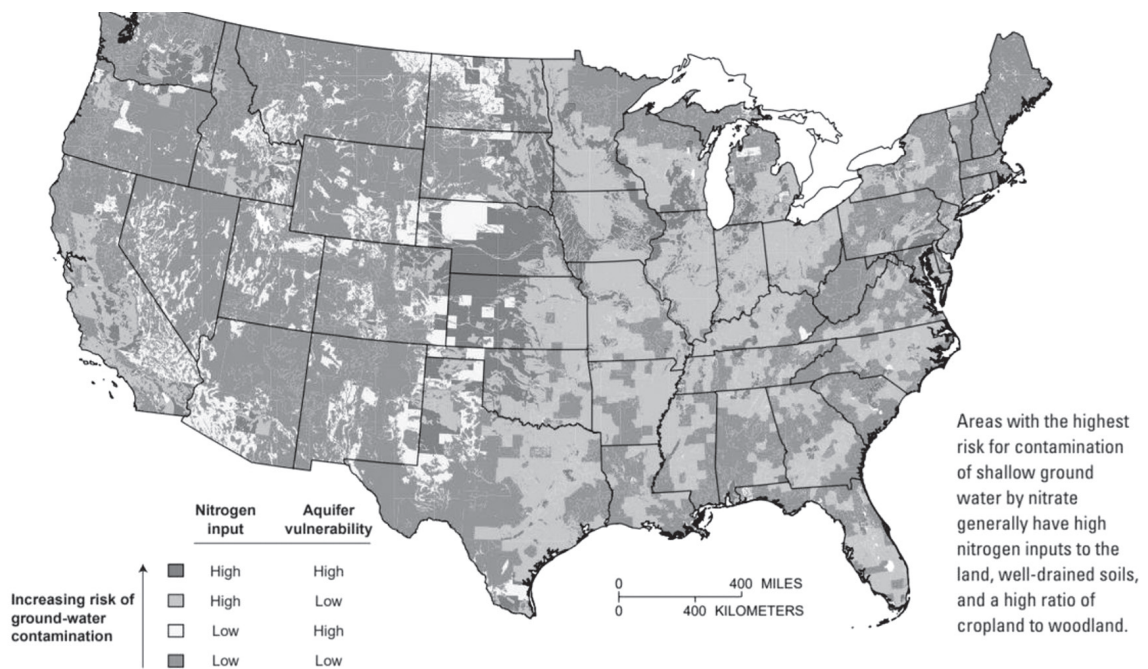 Areas with the highest
risk for contamination
of shallow ground
water by nitrate
generally have high
nitrogen inputs to the
land, well-drained soils,
and a high ratio of
cropland to woodland.
Nitrogen input Aquifer vulnerability
High High
High Low
Low High
Low Low
Increasing risk of
ground-water
contamination
0 400 MILES
0 400 KILOMETERS